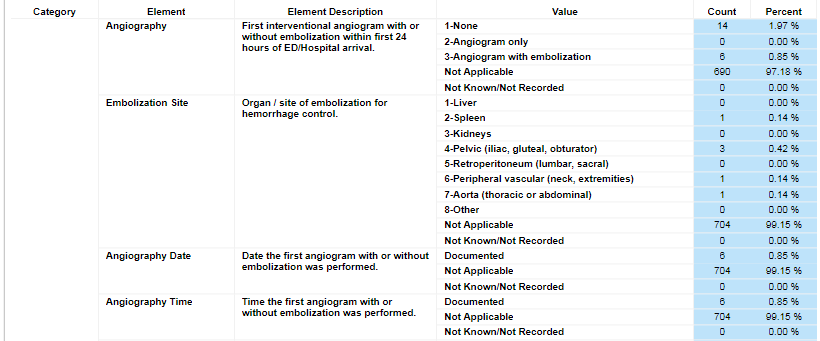 Category Element Element Description Value Count Percent
Angiography First interventional angiogram with or 1-None 14 1.97 %
without embolization within first 24 2-Angiogram only 0 0.00 %
hours of ED/Hospital arrival. 3-Angiogram with embolization 6 0.85 %
Not Applicable 690 97.18 %
Not Known/Not Recorded 0 0.00 %
Embolization Site Organ / site of embolization for 1-Liver 0 0.00 %
hemorrhage control. 2-Spleen 1 0.14 %
3-Kidneys 0 0.00 %
4-Pelvic (iliac, gluteal, obturator) 3 0.42 %
5-Retroperitoneum (lumbar, sacral) 0 0.00 %
6-Peripheral vascular (neck, extremities) 1 0.14 %
7-Aorta (thoracic or abdominal) 1 0.14 %
8-Other 0 0.00 %
Not Applicable 704 99.15 %
Not Known/Not Recorded 0 0.00 %
Angiography Date Date the first angiogram with or without Documented 6 0.85 %
embolization was performed. Not Applicable 704 99.15 %
Not Known/Not Recorded 0 0.00 %
Angiography Time Time the first angiogram with or Documented 6 0.85 %
without embolization was performed. Not Applicable 704 99.15 %
Not Known/Not Recorded 0 0.00 %